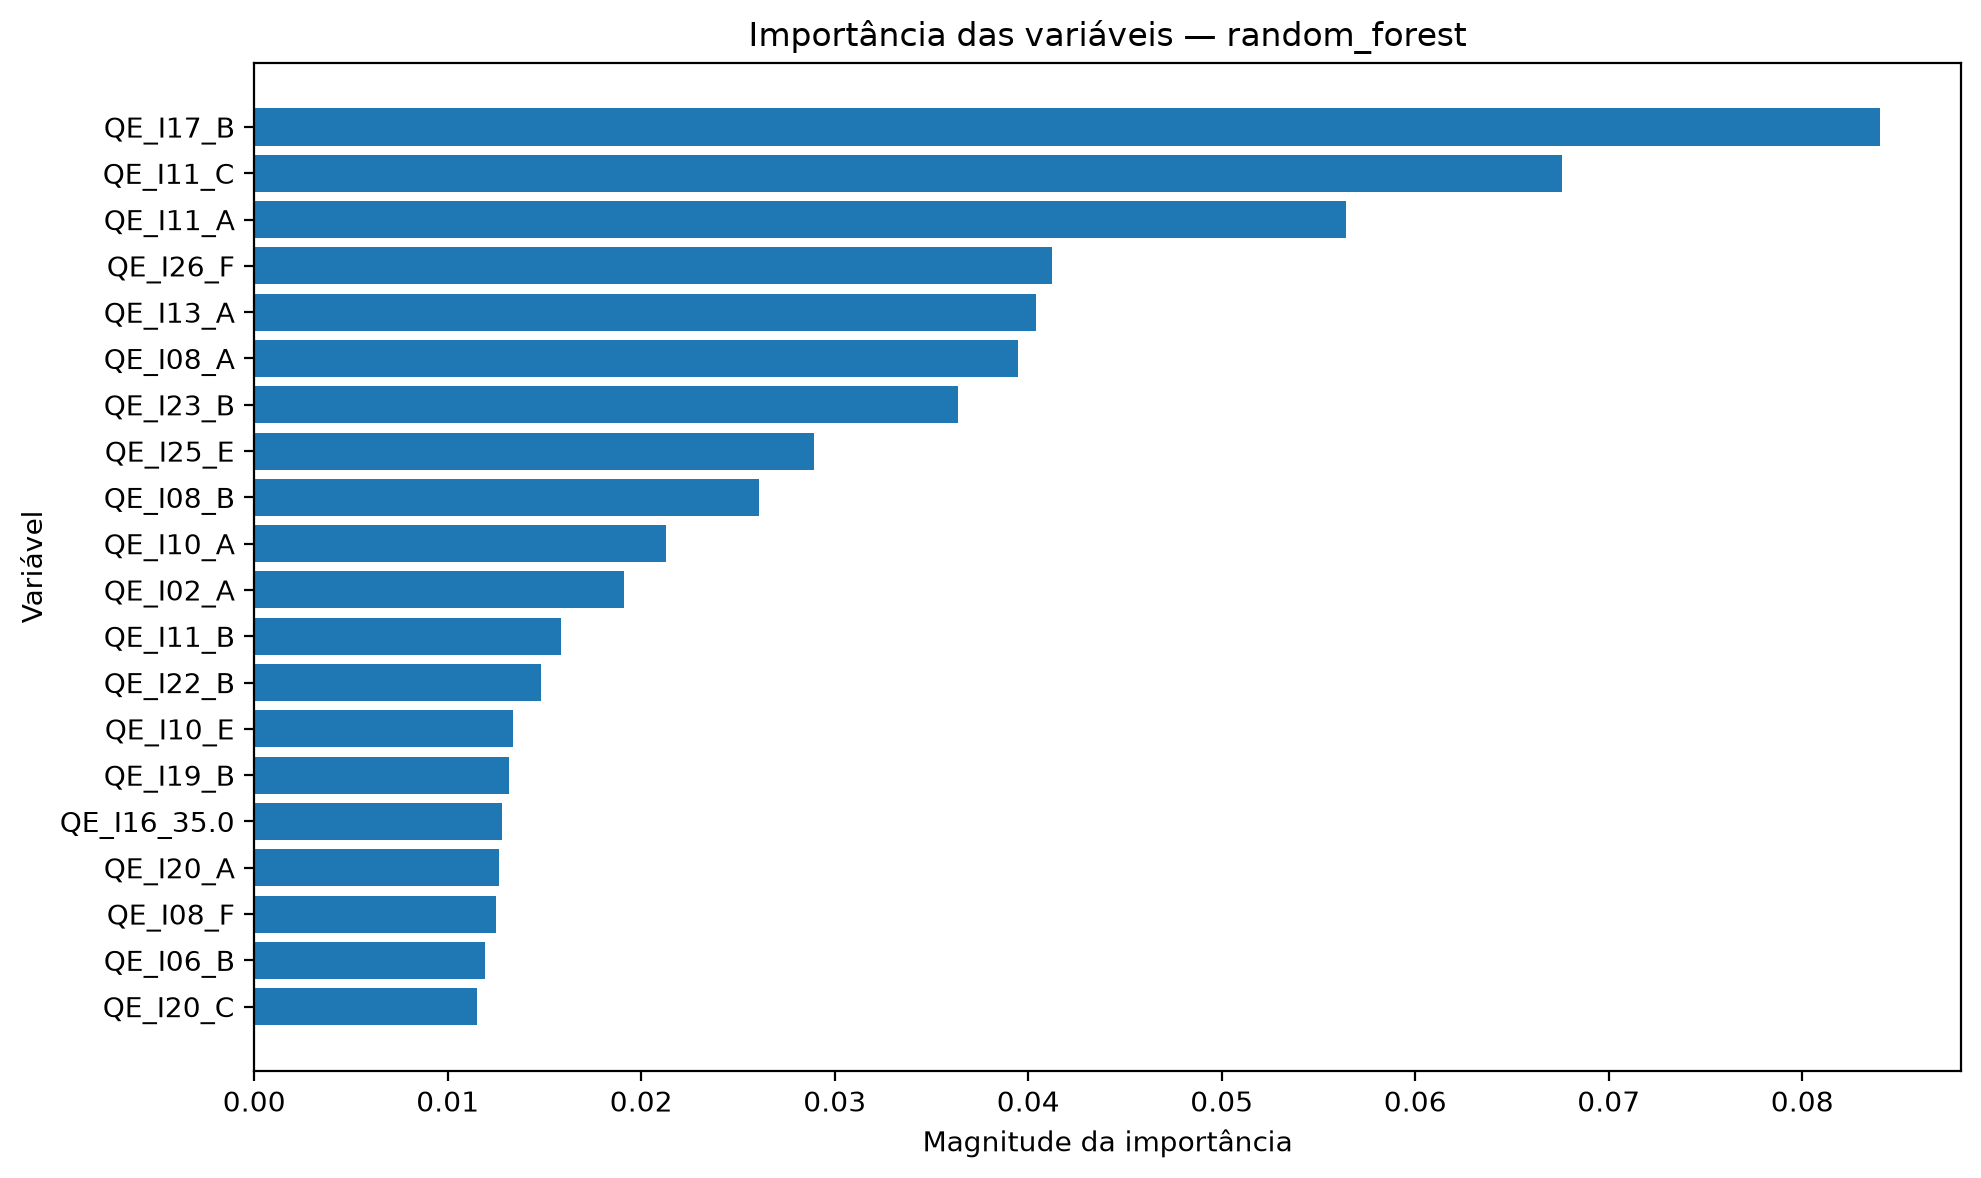 Importância das variáveis — random_forest
Variável
QE_I17_B
QE_I11_C
QE_I11_A
QE_I26_F
QE_I13_A
QE_I08_A
QE_I23_B
QE_I25_E
QE_I08_B
QE_I10_A
QE_I02_A
QE_I11_B
QE_I22_B
QE_I10_E
QE_I19_B
QE_I16_35.0
QE_I20_A
QE_I08_F
QE_I06_B
QE_I20_C
0.00 0.01 0.02 0.03 0.04 0.05 0.06 0.07 0.08
Magnitude da importância